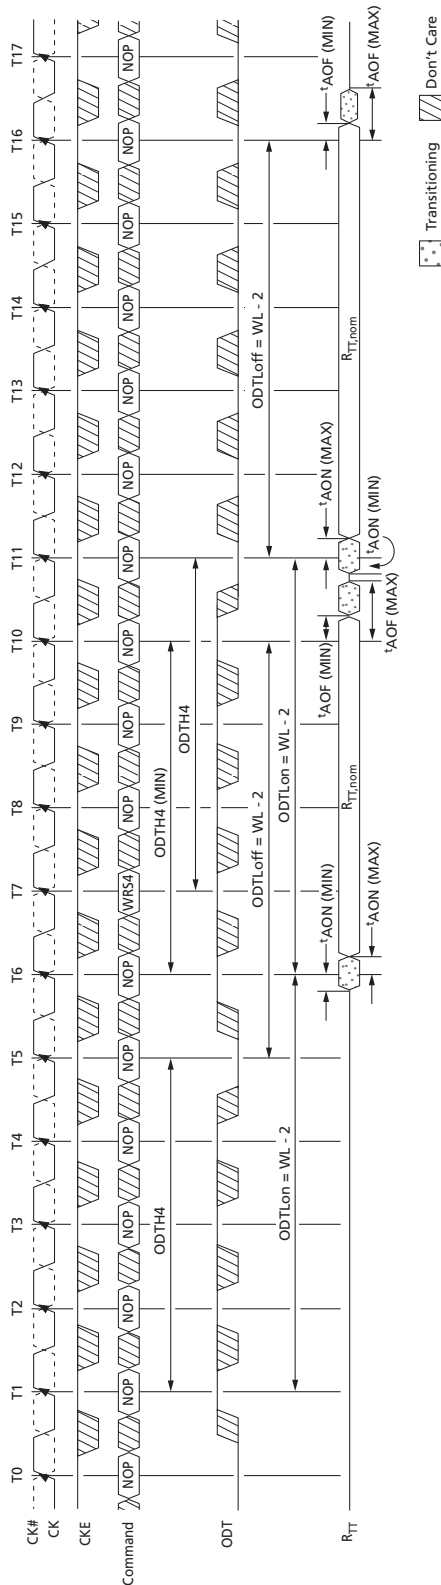 T0 T1 T2 T3 T4 T5 T6 T7 T8 T9 T10 T11 T12 T13 T14 T15 T16 T17
CK#
CK
CKE
Command NOP NOP NOP NOP NOP NOP NOP WRS4 NOP NOP NOP NOP NOP NOP NOP NOP NOP NOP
ODTH4 ODTH4 (MIN)
ODTH4
ODT
ODTLoff = WL - 2 ODTLoff = WL - 2
ODTLon = WL - 2 ODTLon = WL - 2
tAON (MIN) tAON (MAX) tAOF (MIN)
RTT RTT,nom RTT,nom
tAOF (MIN) tAON (MIN)
tAON (MAX) tAOF (MAX) tAOF (MAX)
Transitioning Don't Care